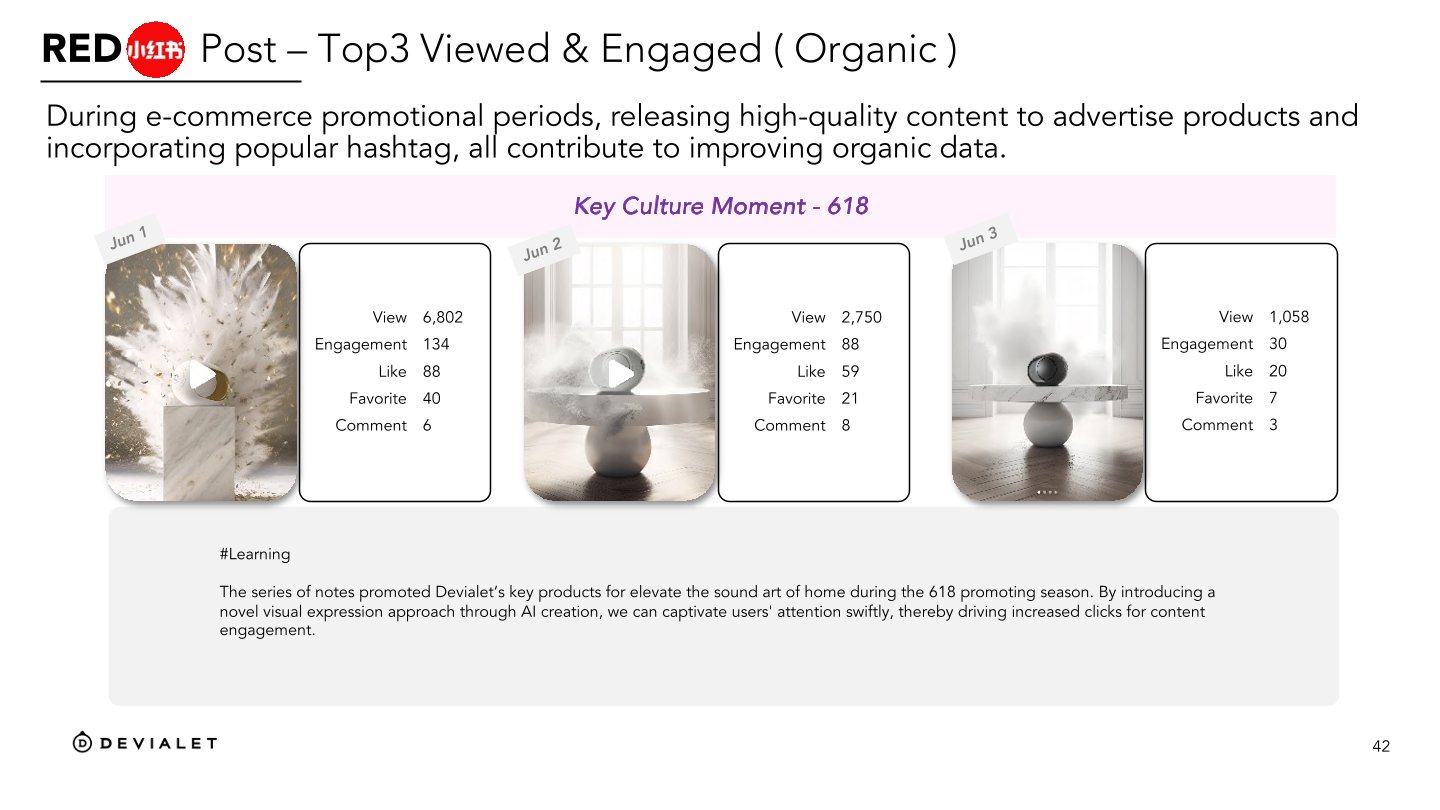 RED 小红书 Post – Top3 Viewed & Engaged ( Organic )
During e-commerce promotional periods, releasing high-quality content to advertise products and
incorporating popular hashtag, all contribute to improving organic data.
Key Culture Moment - 618
Jun 1
View 6,802
Engagement 134
Like 88
Favorite 40
Comment 6
Jun 2
View 2,750
Engagement 88
Like 59
Favorite 21
Comment 8
Jun 3
View 1,058
Engagement 30
Like 20
Favorite 7
Comment 3
#Learning
The series of notes promoted Devialet’s key products for elevate the sound art of home during the 618 promoting season. By introducing a
novel visual expression approach through AI creation, we can captivate users' attention swiftly, thereby driving increased clicks for content
engagement.
DEVIALET
42